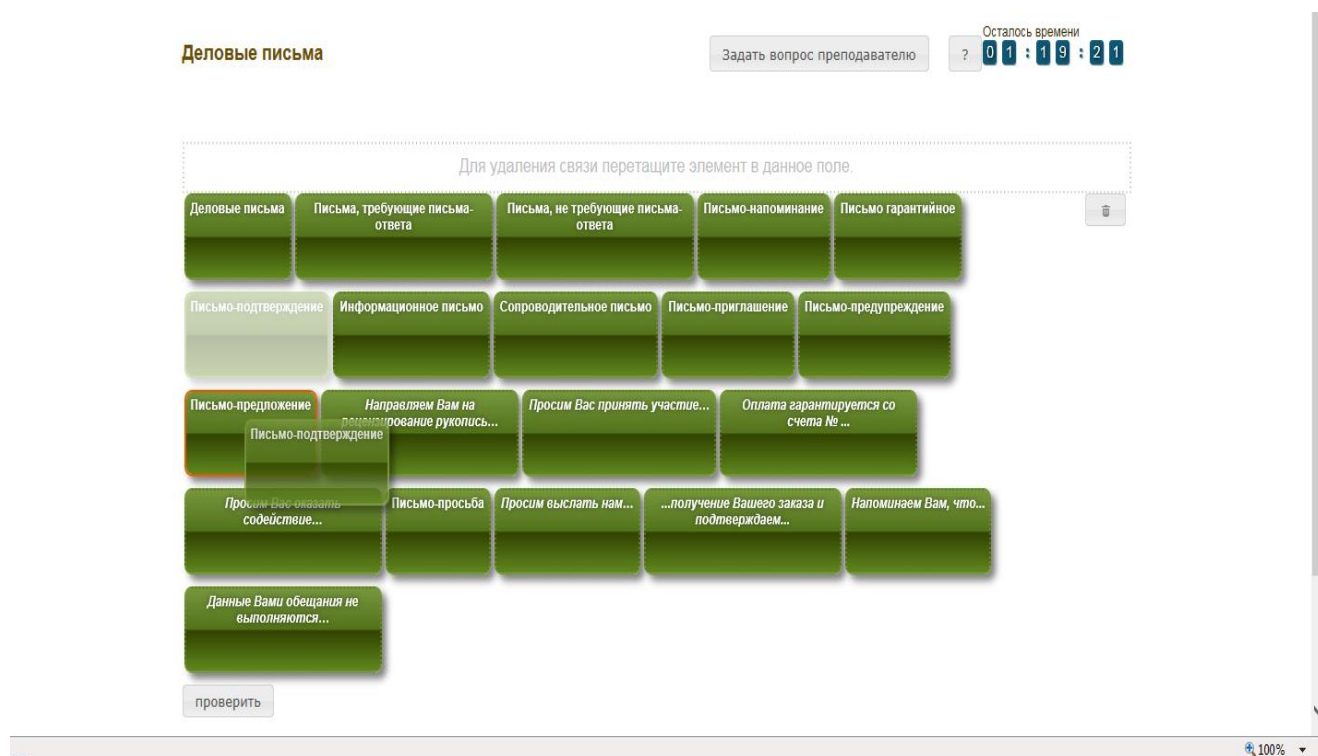 Осталось времени
Деловые письма
Задать вопрос преподавателю
?
01:19:21
Для удаления связи перетащите элемент в данное поле.
Деловые письма
Письма, требующие письма-
ответа
Письма, не требующие письма-
ответа
Письмо-напоминание
Письмо гарантийное
Письмо-подтверждение
Информационное письмо
Сопроводительное письмо
Письмо-приглашение
Письмо-предупреждение
Письмо-предложение
Направляем Вам на
рецензирование рукопись...
Просим Вас принять участие...
Оплата гарантируется со
счета № ...
Письмо-подтверждение
Просим Вас оказать
содействие...
Письмо-просьба
Просим выслать нам...
...получение Вашего заказа и
подтверждаем...
Напоминаем Вам, что...
Данные Вами обещания не
выполняются...
проверить
100%